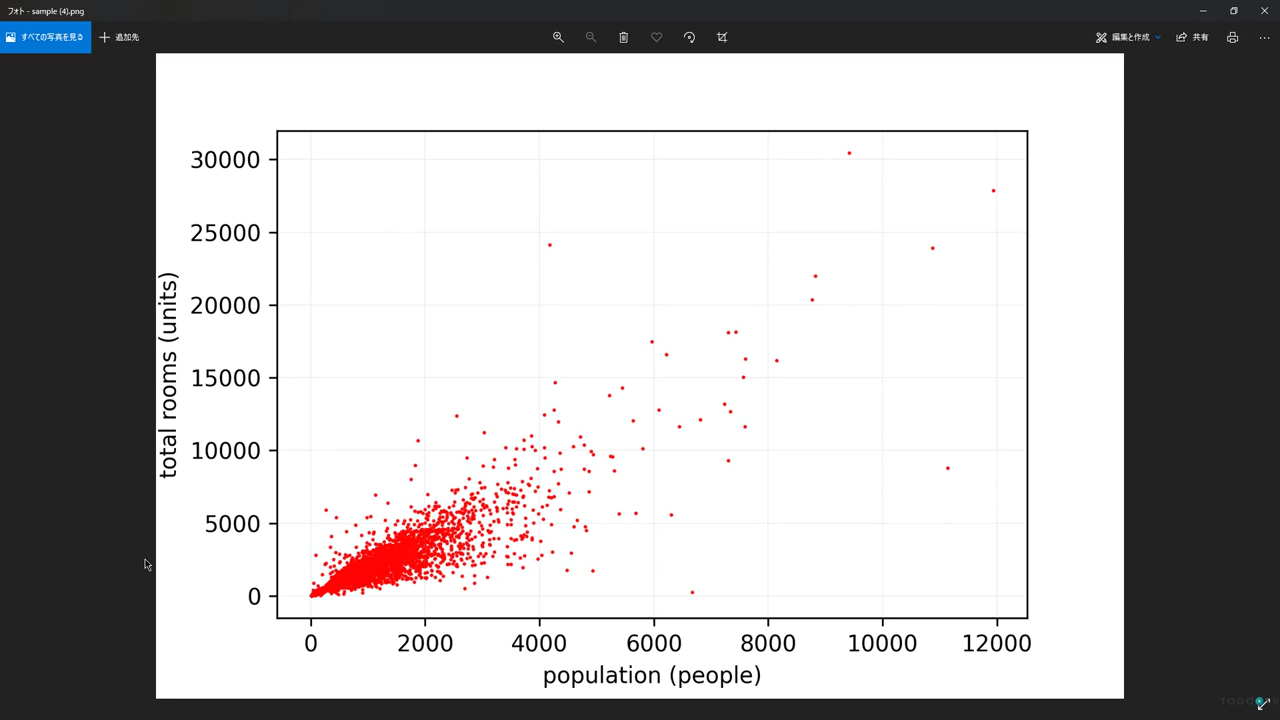 フォト - sample (4).png
すべての写真を見る
追加先
編集と作成
共有
30000
25000
20000
15000
10000
5000
0
total rooms (units)
0 2000 4000 6000 8000 10000 12000
population (people)